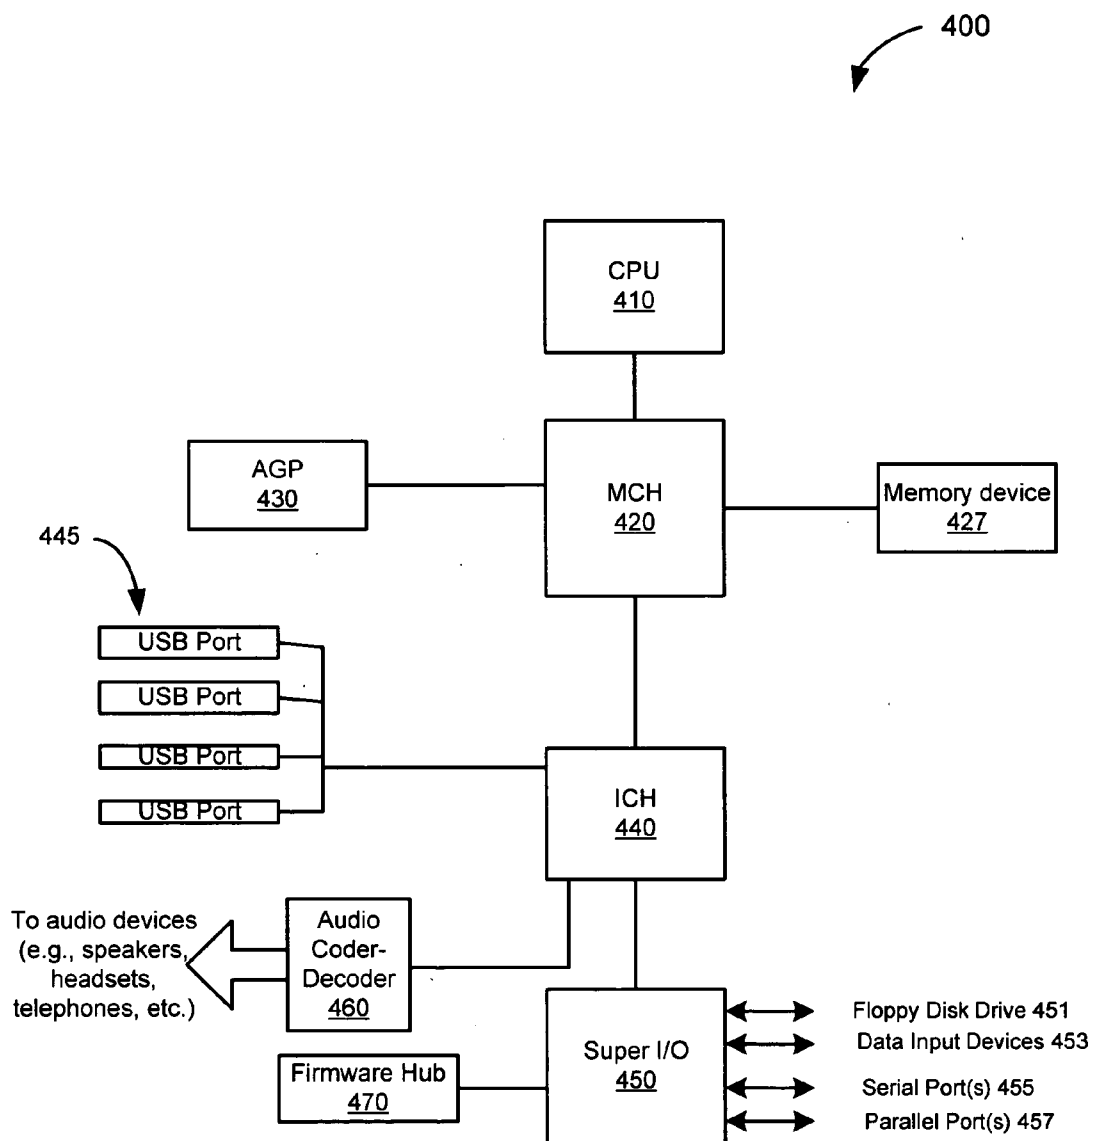 400
CPU
410
AGP
430
MCH
420
Memory device
427
445
USB Port
USB Port
USB Port
USB Port
ICH
440
To audio devices
(e.g., speakers,
headsets,
telephones, etc.)
Audio
Coder-
Decoder
460
Super I/O
450
Floppy Disk Drive 451
Data Input Devices 453
Serial Port(s) 455
Parallel Port(s) 457
Firmware Hub
470